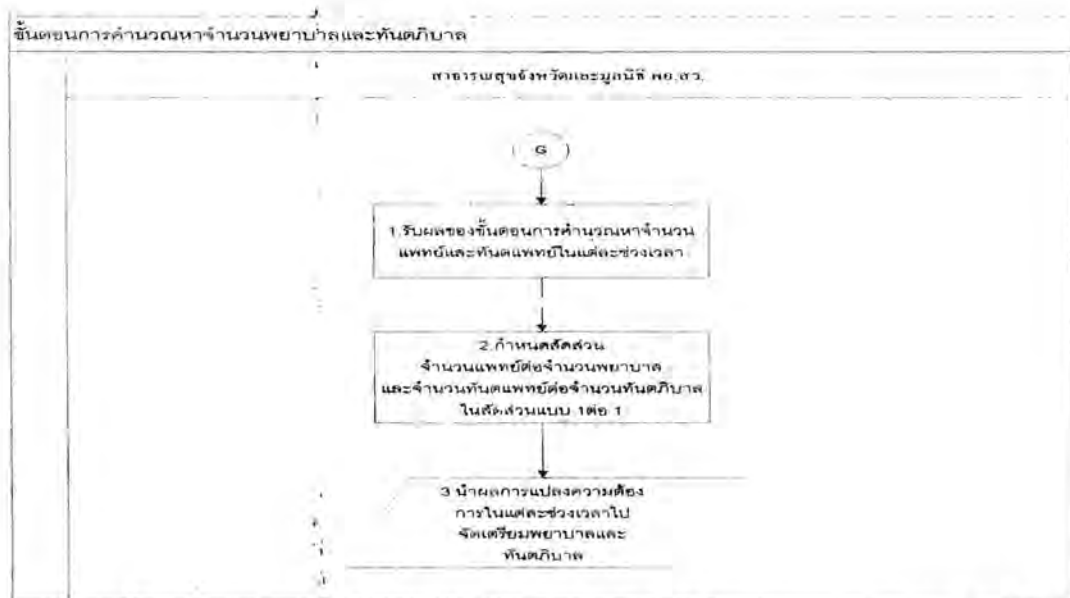 ขั้นตอนการคำนวณหาจำนวนพยาบาลและทันตภิบาล
สาธารณสุขจังหวัดและมูลนิธิ พอ.สว.
G
1.รับผลของขั้นตอนการคำนวณหาจำนวน
แพทย์และทันตแพทย์ในแต่ละช่วงเวลา
2.กำหนดสัดส่วน
จำนวนแพทย์ต่อจำนวนพยาบาล
และจำนวนทันตแพทย์ต่อจำนวนทันตภิบาล
ในสัดส่วนแบบ 1ต่อ 1
3 นำผลการแปลงความต้อง
การในแต่ละช่วงเวลาไป
จัดเตรียมพยาบาลและ
ทันตภิบาล